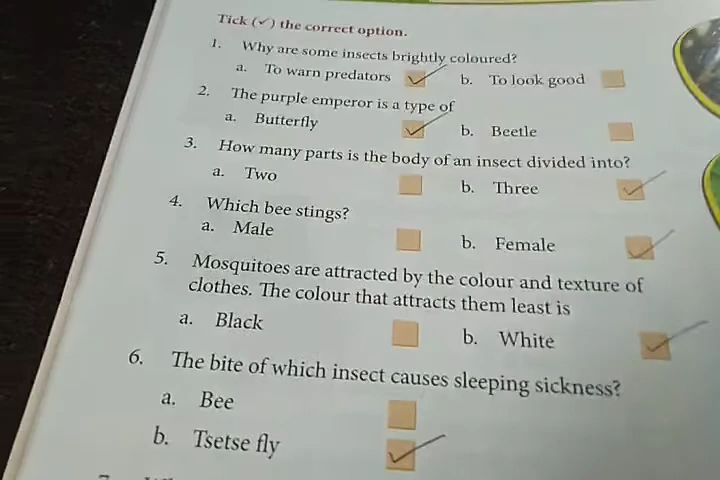 Tick (✓) the correct option.
1. Why are some insects brightly coloured?
a. To warn predators ✓ b. To look good
2. The purple emperor is a type of
a. Butterfly ✓ b. Beetle
3. How many parts is the body of an insect divided into?
a. Two b. Three ✓
4. Which bee stings?
a. Male b. Female ✓
5. Mosquitoes are attracted by the colour and texture of
clothes. The colour that attracts them least is
a. Black b. White ✓
6. The bite of which insect causes sleeping sickness?
a. Bee
b. Tsetse fly ✓